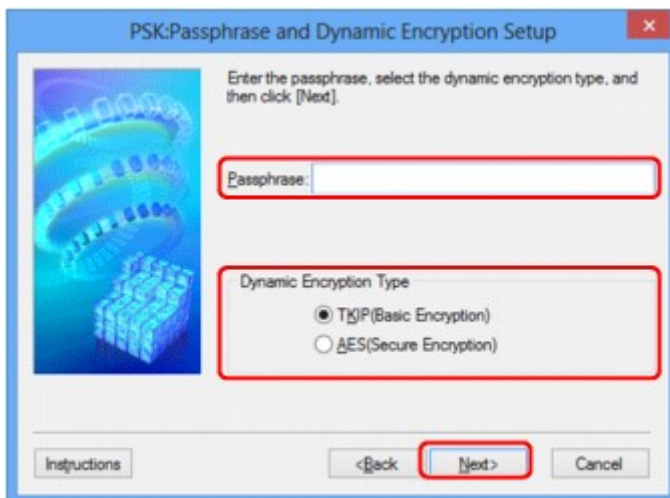 PSK:Passphrase and Dynamic Encryption Setup
Enter the passphrase, select the dynamic encryption type, and
then click [Next].
Passphrase:
Dynamic Encryption Type
TKIP(Basic Encryption)
AES(Secure Encryption)
Instructions
<Back
Next>
Cancel